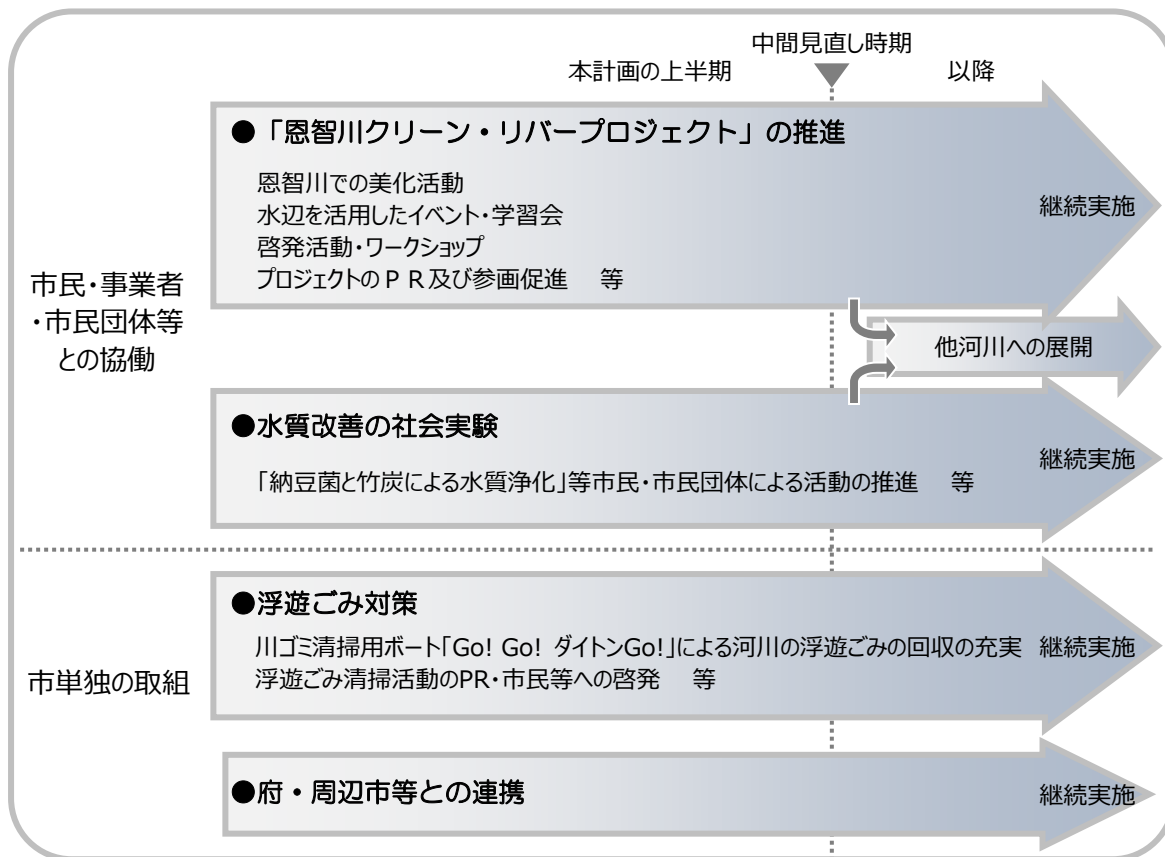 中間見直し時期
本計画の上半期
以降
●「恩智川クリーン・リバープロジェクト」の推進
恩智川での美化活動
水辺を活用したイベント・学習会
啓発活動・ワークショップ
プロジェクトのPR及び参画促進 等
継続実施
市民・事業者
・市民団体等
との協働
他河川への展開
●水質改善の社会実験
「納豆菌と竹炭による水質浄化」等市民・市民団体による活動の推進 等
継続実施
市単独の取組
●浮遊ごみ対策
川ゴミ清掃用ボート「Go! Go! ダイトンGo!」による河川の浮遊ごみの回収の充実
浮遊ごみ清掃活動のPR・市民等への啓発 等
継続実施
●府・周辺市等との連携
継続実施